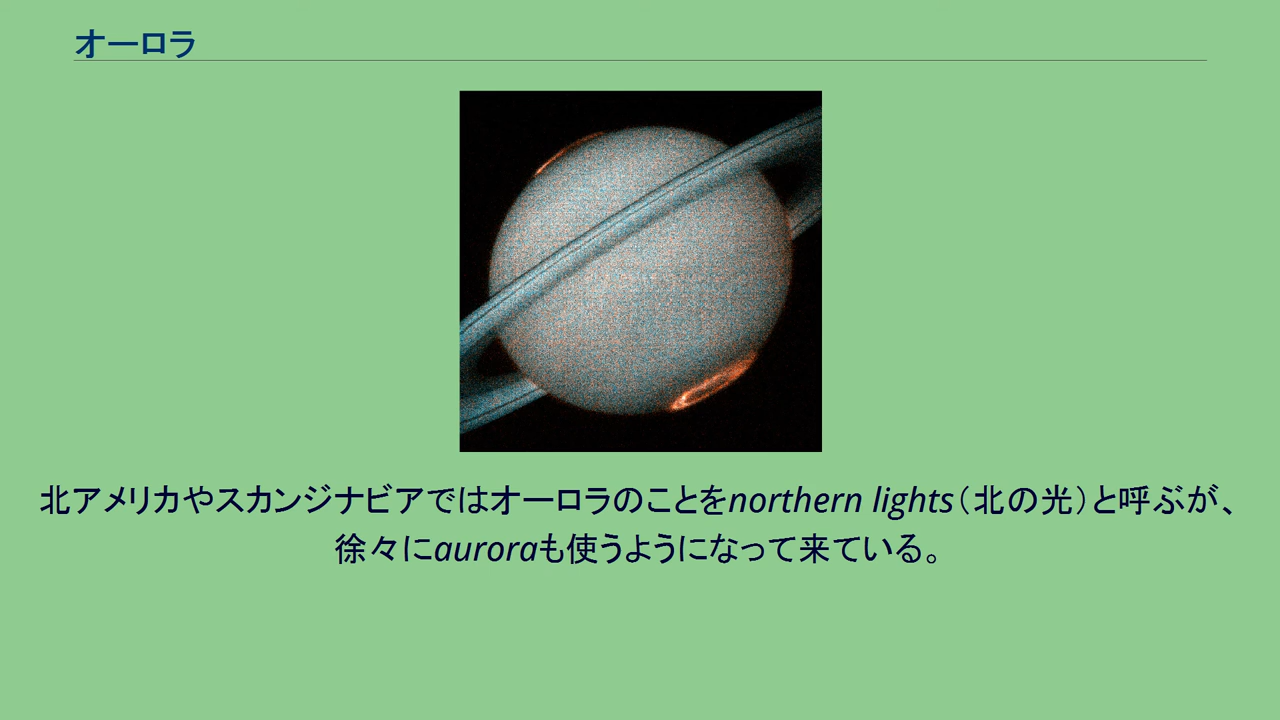 オーロラ
北アメリカやスカンジナビアではオーロラのことをnorthern lights（北の光）と呼ぶが、
徐々にauroraも使うようになって来ている。